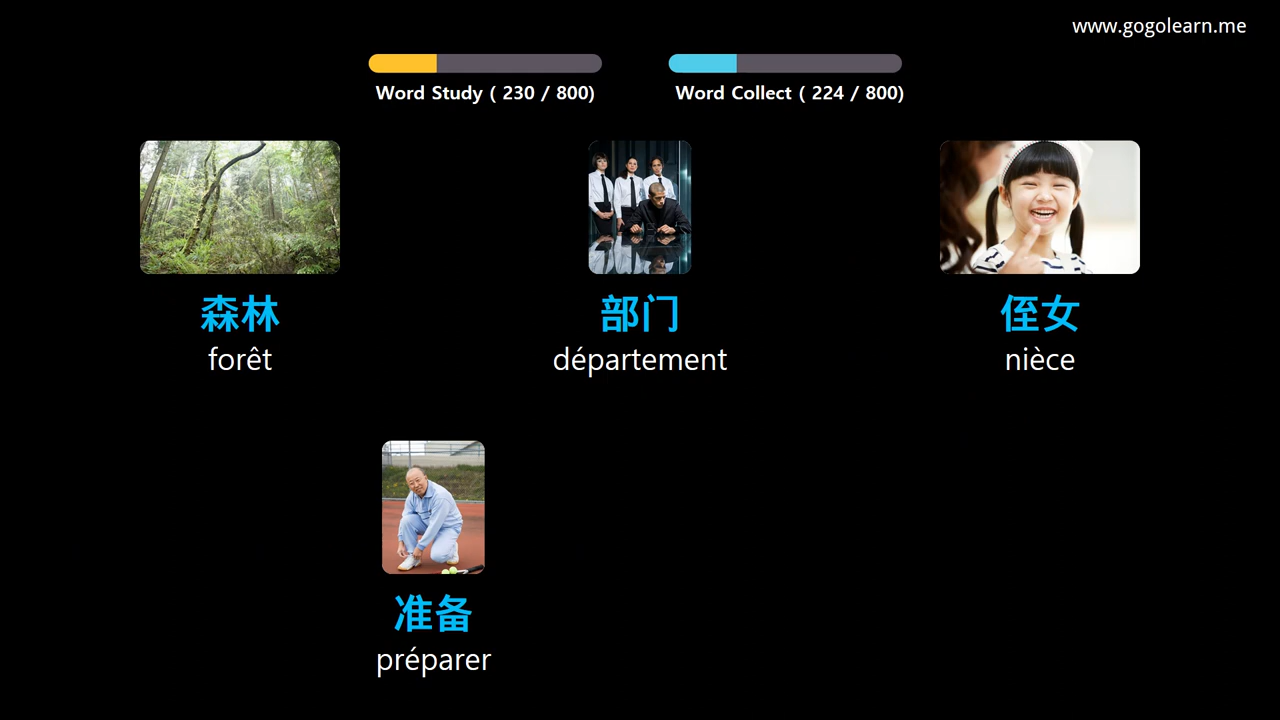 www.gogolearn.me
Word Study ( 230 / 800)
Word Collect ( 224 / 800)
森林
forêt
部门
département
侄女
nièce
准备
préparer